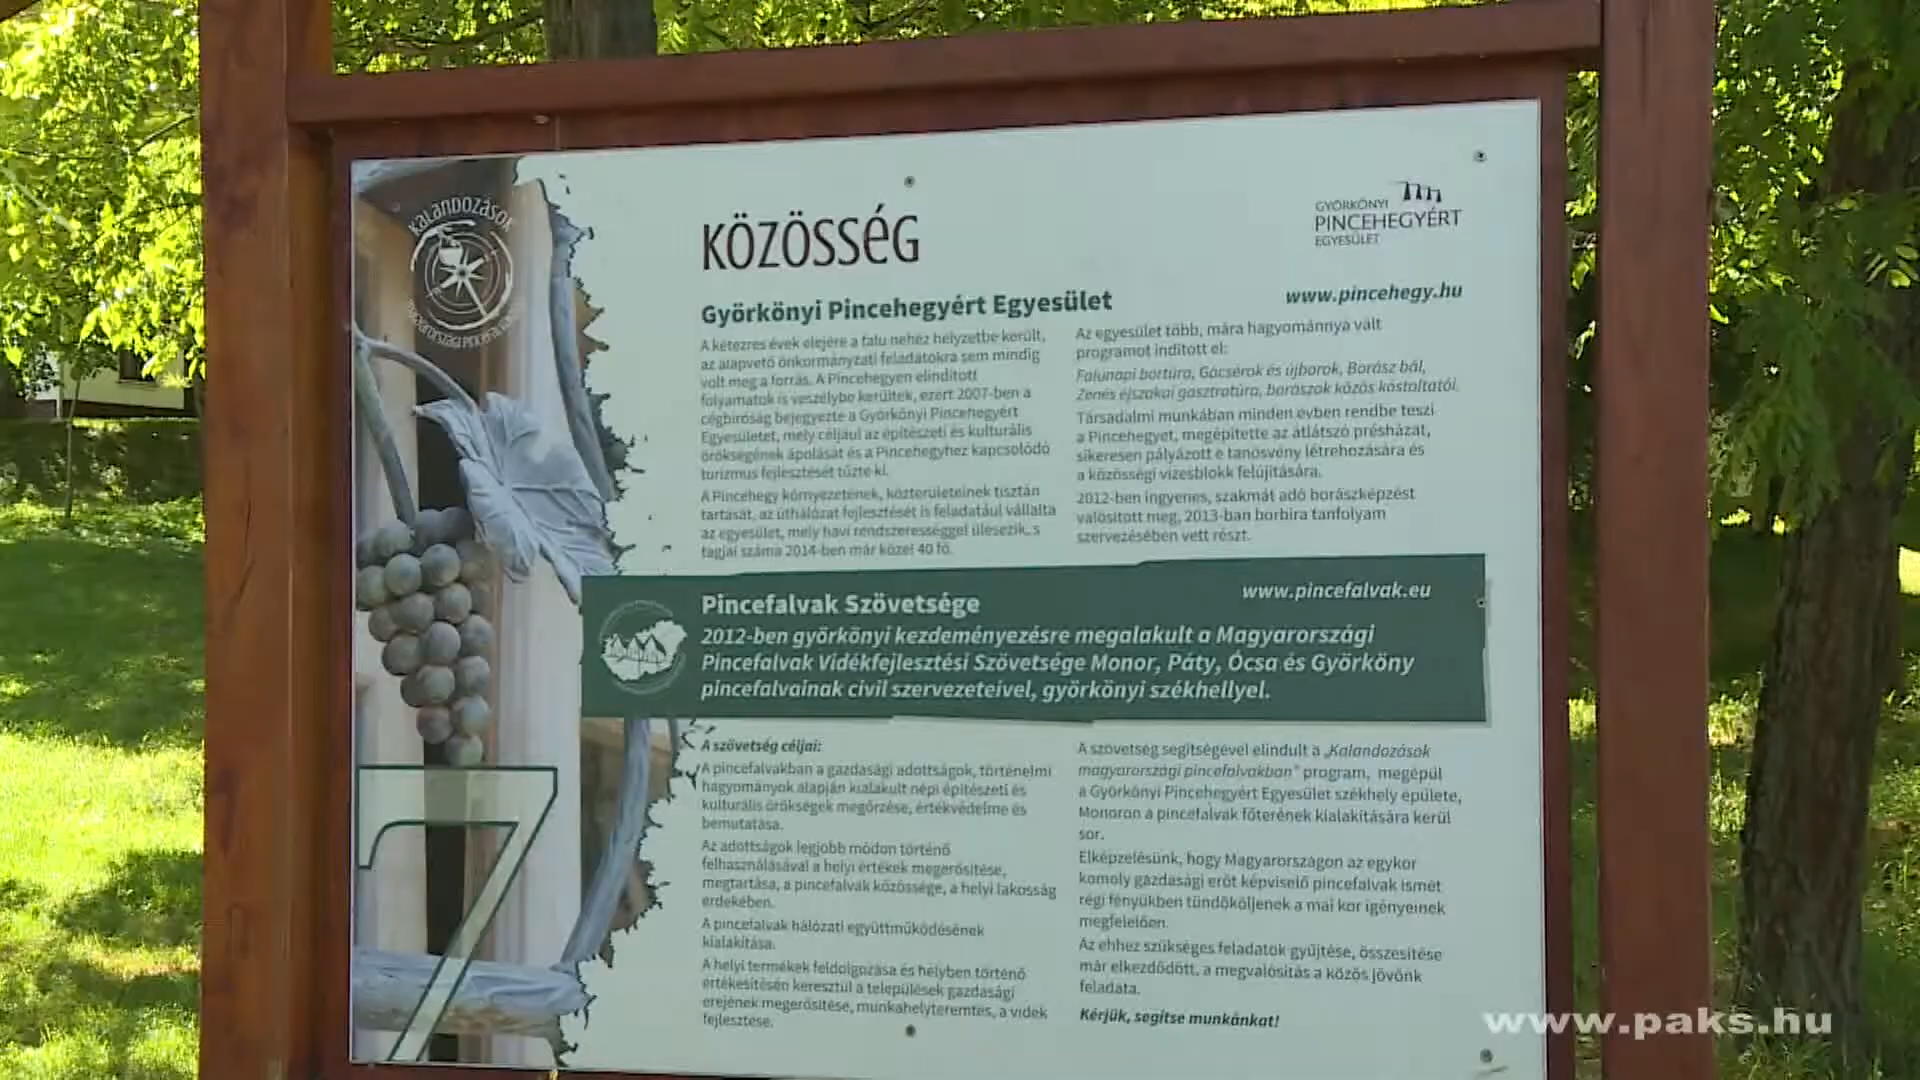 KALANDOZÁSOK
KÖZÖSSÉG
GYÖRKÖNYI
PINCEHEGYÉRT
EGYESÜLET
www.pincehegy.hu
Györkönyi Pincehegyért Egyesület
A kétezres évek elejére a falu nehéz helyzetbe került,
az alapvető önkormányzati feladatokra sem mindig
volt meg a forrás. A Pincehegyen elindított
folyamatok is veszélybe kerültek, ezért 2007-ben a
cégbíróság bejegyezte a Györkönyi Pincehegyért
Egyesületet, mely céljául az építészeti és kulturális
örökségének ápolását és a Pincehegyhez kapcsolódó
turizmus fejlesztését tűzte ki.
A Pincehegy környezetének, közterületeinek tisztán
tartását, az úthálózat fejlesztését is feladatául vállalta
az egyesület, mely havi rendszerességgel ülésezik, s
tagjai száma 2014-ben már közel 40 fő.
Az egyesület több, mára hagyománnyá vált
programot indított el:
Falunapi bortúra, Gácsérok és újborok, Borász bál,
Zenés éjszakai gasztrotúra, borászok közös kóstoltatói.
Társadalmi munkában minden évben rendbe teszi
a Pincehegyet, megépítette az átlátszó présházat,
sikeresen pályázott e tanösvény létrehozására és
a közösségi vizesblokk felújítására.
2012-ben ingyenes, szakmát adó borászképzést
valósított meg, 2013-ban borbíra tanfolyam
szervezésében vett részt.
www.pincefalvak.eu
Pincefalvak Szövetsége
2012-ben györkönyi kezdeményezésre megalakult a Magyarországi
Pincefalvak Vidékfejlesztési Szövetsége Monor, Páty, Ócsa és Györköny
pincefalvainak civil szervezeteivel, györkönyi székhellyel.
A szövetség céljai:
A pincefalvakban a gazdasági adottságok, történelmi
hagyományok alapján kialakult népi építészeti és
kulturális örökségek megőrzése, értékvédelme és
bemutatása.
Az adottságok legjobb módon történő
felhasználásával a helyi értékek megerősítése,
megtartása, a pincefalvak közössége, a helyi lakosság
érdekében.
A pincefalvak hálózati együttműködésének
kialakítása.
A helyi termékek feldolgozása és helyben történő
értékesítésén keresztül a települések gazdasági
erejének megerősítése, munkahelyteremtés, a vidék
fejlesztése.
A szövetség segítségével elindult a „Kalandozások
magyarországi pincefalvakban” program, megépül
a Györkönyi Pincehegyért Egyesület székhely épülete,
Monoron a pincefalvak főterének kialakítására kerül
sor.
Elképzelésünk, hogy Magyarországon az egykor
komoly gazdasági erőt képviselő pincefalvak ismét
régi fényükben tündököljenek a mai kor igényeinek
megfelelően.
Az ehhez szükséges feladatok gyűjtése, összesítése
már elkezdődött, a megvalósítás a közös jövőnk
feladata.
Kérjük, segítse munkánkat!
7
www.paks.hu